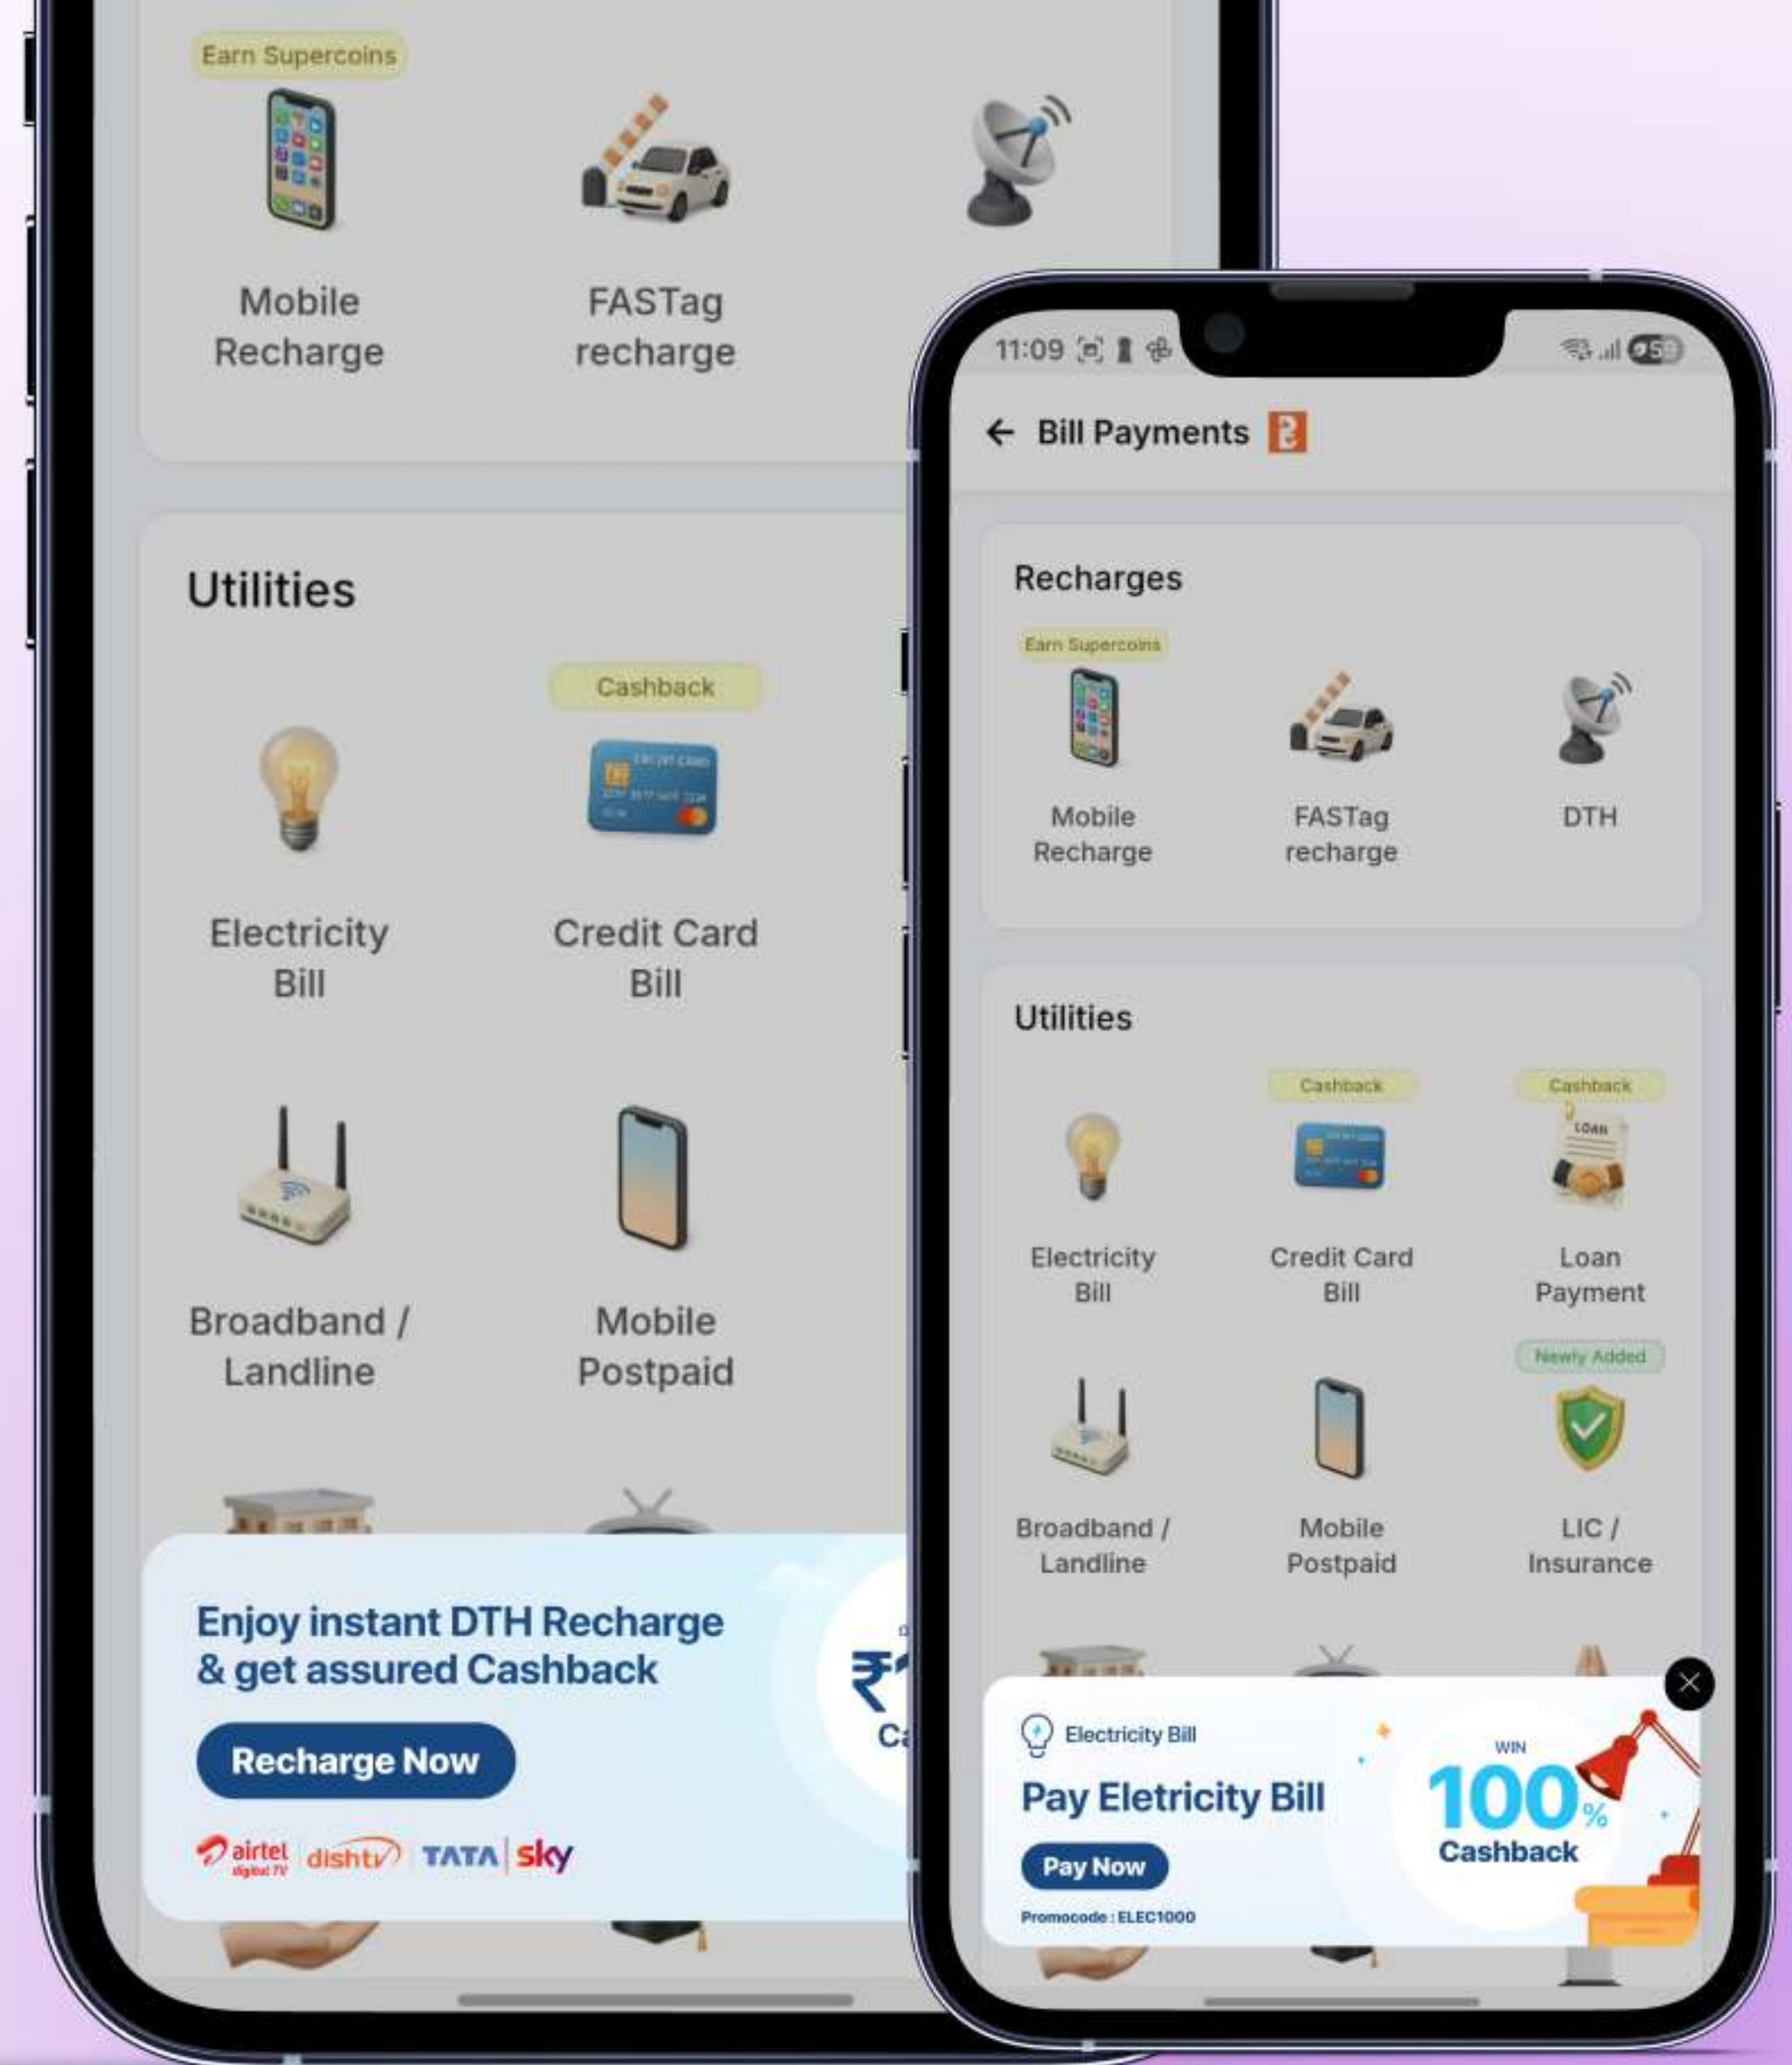 Earn Supercoins
Mobile
Recharge
FASTag
recharge
Utilities
Cashback
Electricity
Bill
Credit Card
Bill
Broadband /
Landline
Mobile
Postpaid
Enjoy instant DTH Recharge
& get assured Cashback
Recharge Now
airtel
digital TV
dishtv
TATA
sky
11:09
Bill Payments
Recharges
Earn Supercoins
Mobile
Recharge
FASTag
recharge
DTH
Utilities
Cashback
Cashback
LOAN
Electricity
Bill
Credit Card
Bill
Loan
Payment
Newly Added
Broadband /
Landline
Mobile
Postpaid
LIC /
Insurance
Electricity Bill
Pay Eletricity Bill
Pay Now
Promocode : ELEC1000
WIN
100%
Cashback